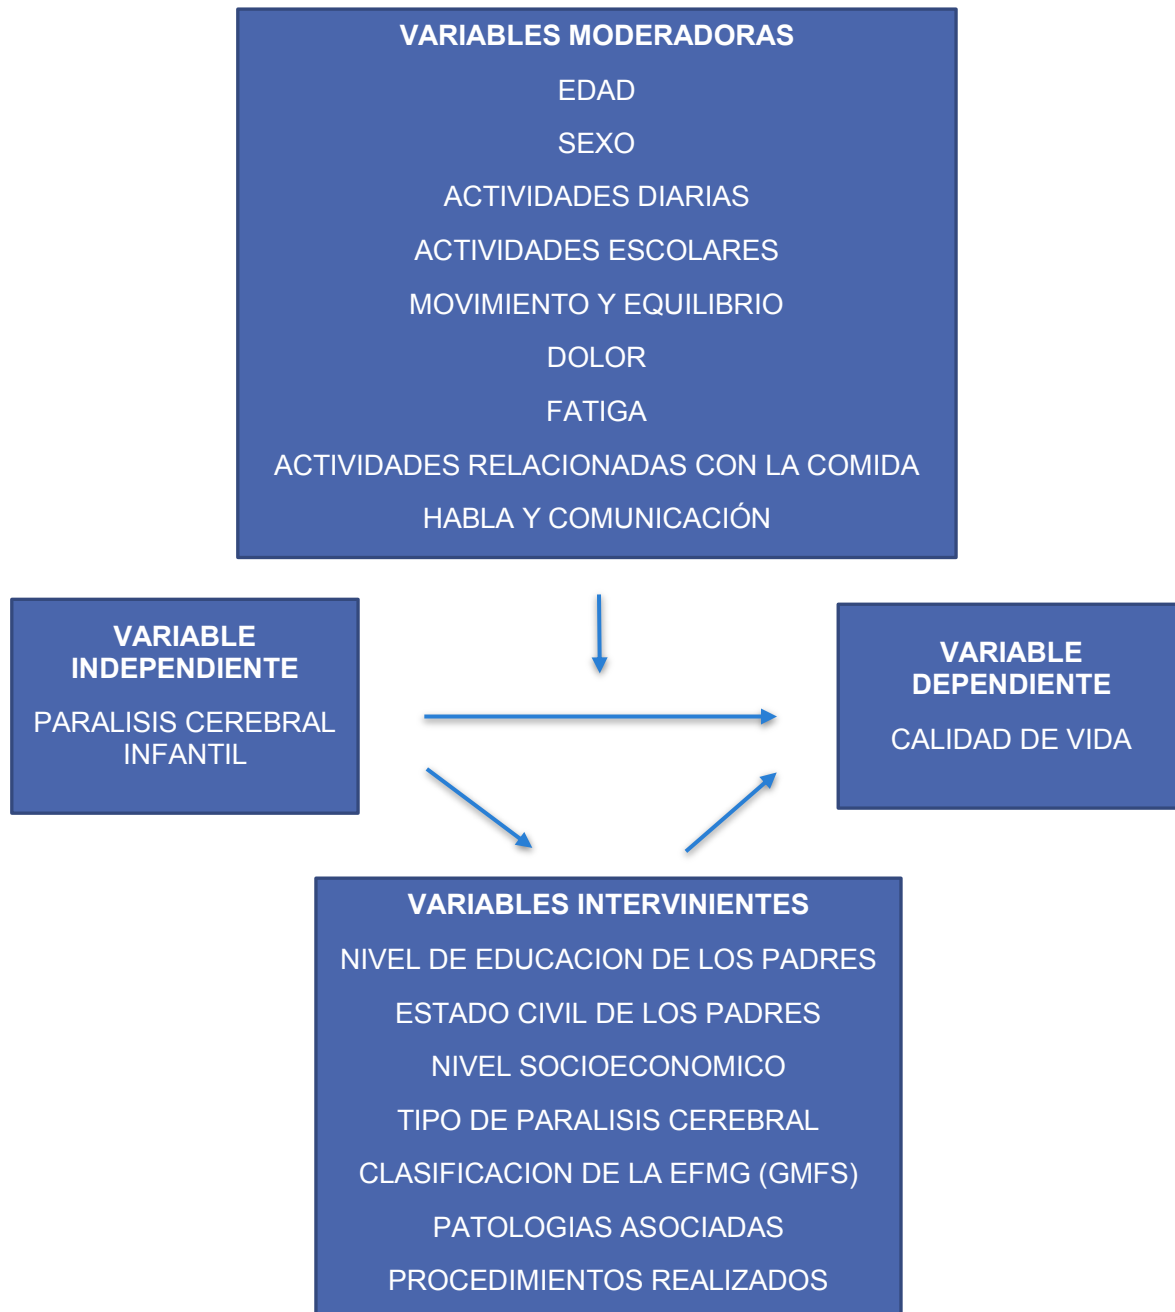 VARIABLES MODERADORAS
EDAD
SEXO
ACTIVIDADES DIARIAS
ACTIVIDADES ESCOLARES
MOVIMIENTO Y EQUILIBRIO
DOLOR
FATIGA
ACTIVIDADES RELACIONADAS CON LA COMIDA
HABLA Y COMUNICACIÓN
VARIABLE
INDEPENDIENTE
PARALISIS CEREBRAL
INFANTIL
VARIABLE
DEPENDIENTE
CALIDAD DE VIDA
VARIABLES INTERVINIENTES
NIVEL DE EDUCACION DE LOS PADRES
ESTADO CIVIL DE LOS PADRES
NIVEL SOCIOECONOMICO
TIPO DE PARALISIS CEREBRAL
CLASIFICACION DE LA EFMG (GMFS)
PATOLOGIAS ASOCIADAS
PROCEDIMIENTOS REALIZADOS